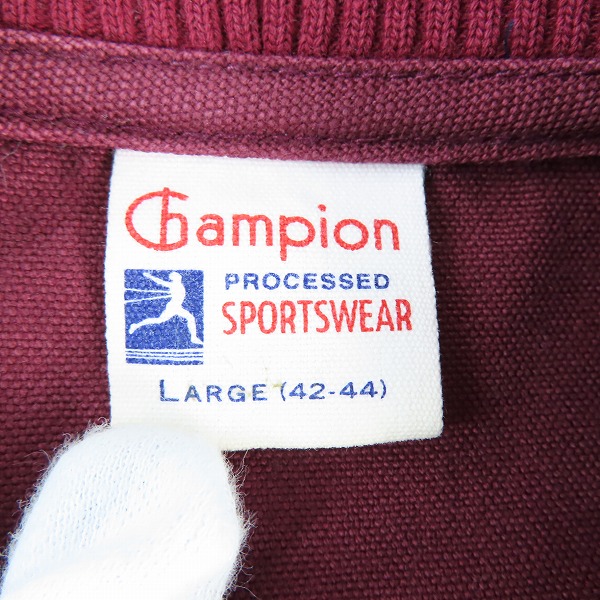 Champion
PROCESSED
SPORTSWEAR
LARGE (42-44)